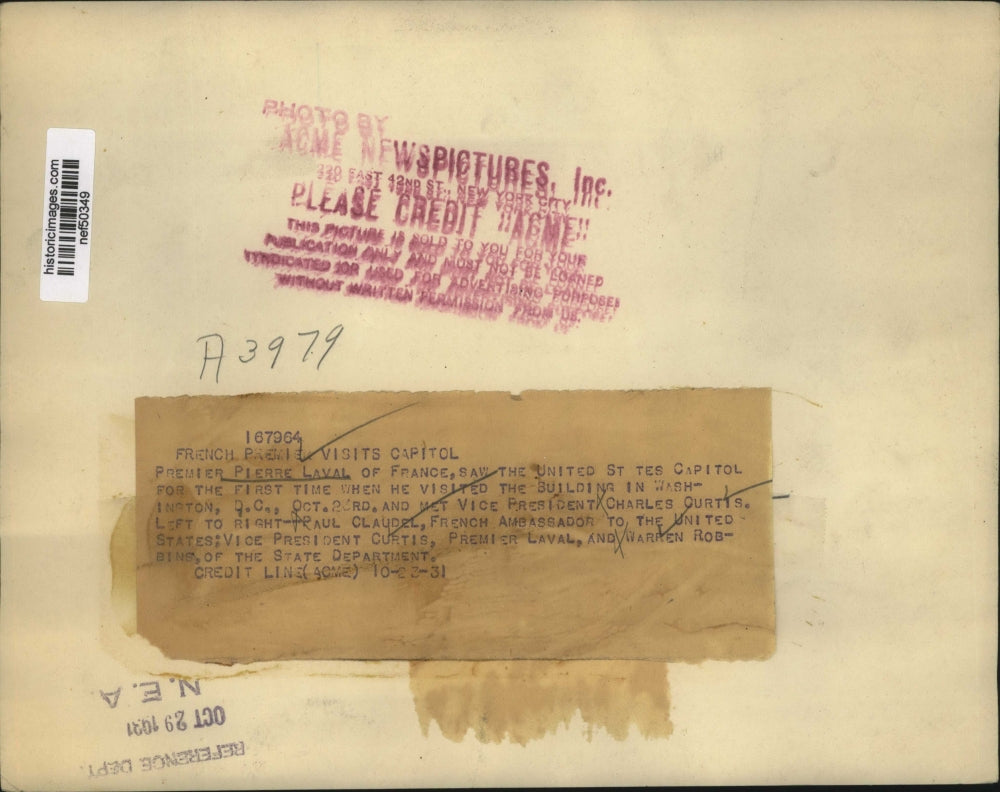 historicimages.com
nef50349
PHOTO BY
ACME NEWSPICTURES, Inc.
220 EAST 42ND ST., NEW YORK CITY
PLEASE CREDIT "ACME"
THIS PICTURE IS SOLD TO YOU FOR YOUR
PUBLICATION ONLY AND MUST NOT BE LOANED
SYNDICATED OR USED FOR ADVERTISING PURPOSES
WITHOUT WRITTEN PERMISSION FROM US.
A3979
167964
FRENCH PREMIER VISITS CAPITOL
PREMIER PIERRE LAVAL OF FRANCE, SAW THE UNITED ST TES CAPITOL
FOR THE FIRST TIME WHEN HE VISITED THE BUILDING IN WASH-
INGTON, D.C., OCT.23RD. AND MET VICE PRESIDENT CHARLES CURTIS.
LEFT TO RIGHT- PAUL CLAUDEL, FRENCH AMBASSADOR TO THE UNITED
STATES; VICE PRESIDENT CURTIS, PREMIER LAVAL, AND WARREN ROB-
BINS, OF THE STATE DEPARTMENT.
CREDIT LINE (ACME) 10-23-31
N.E.A
OCT 29 1931
REFERENCE DEPT.